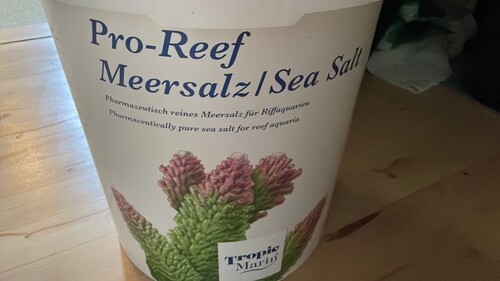 Pro-Reef
Meersalz/Sea Salt
Pharmazeutisch reines Meersalz für Riffaquarien
Pharmaceutically pure sea salt for reef aquaria
Tropic
Marin